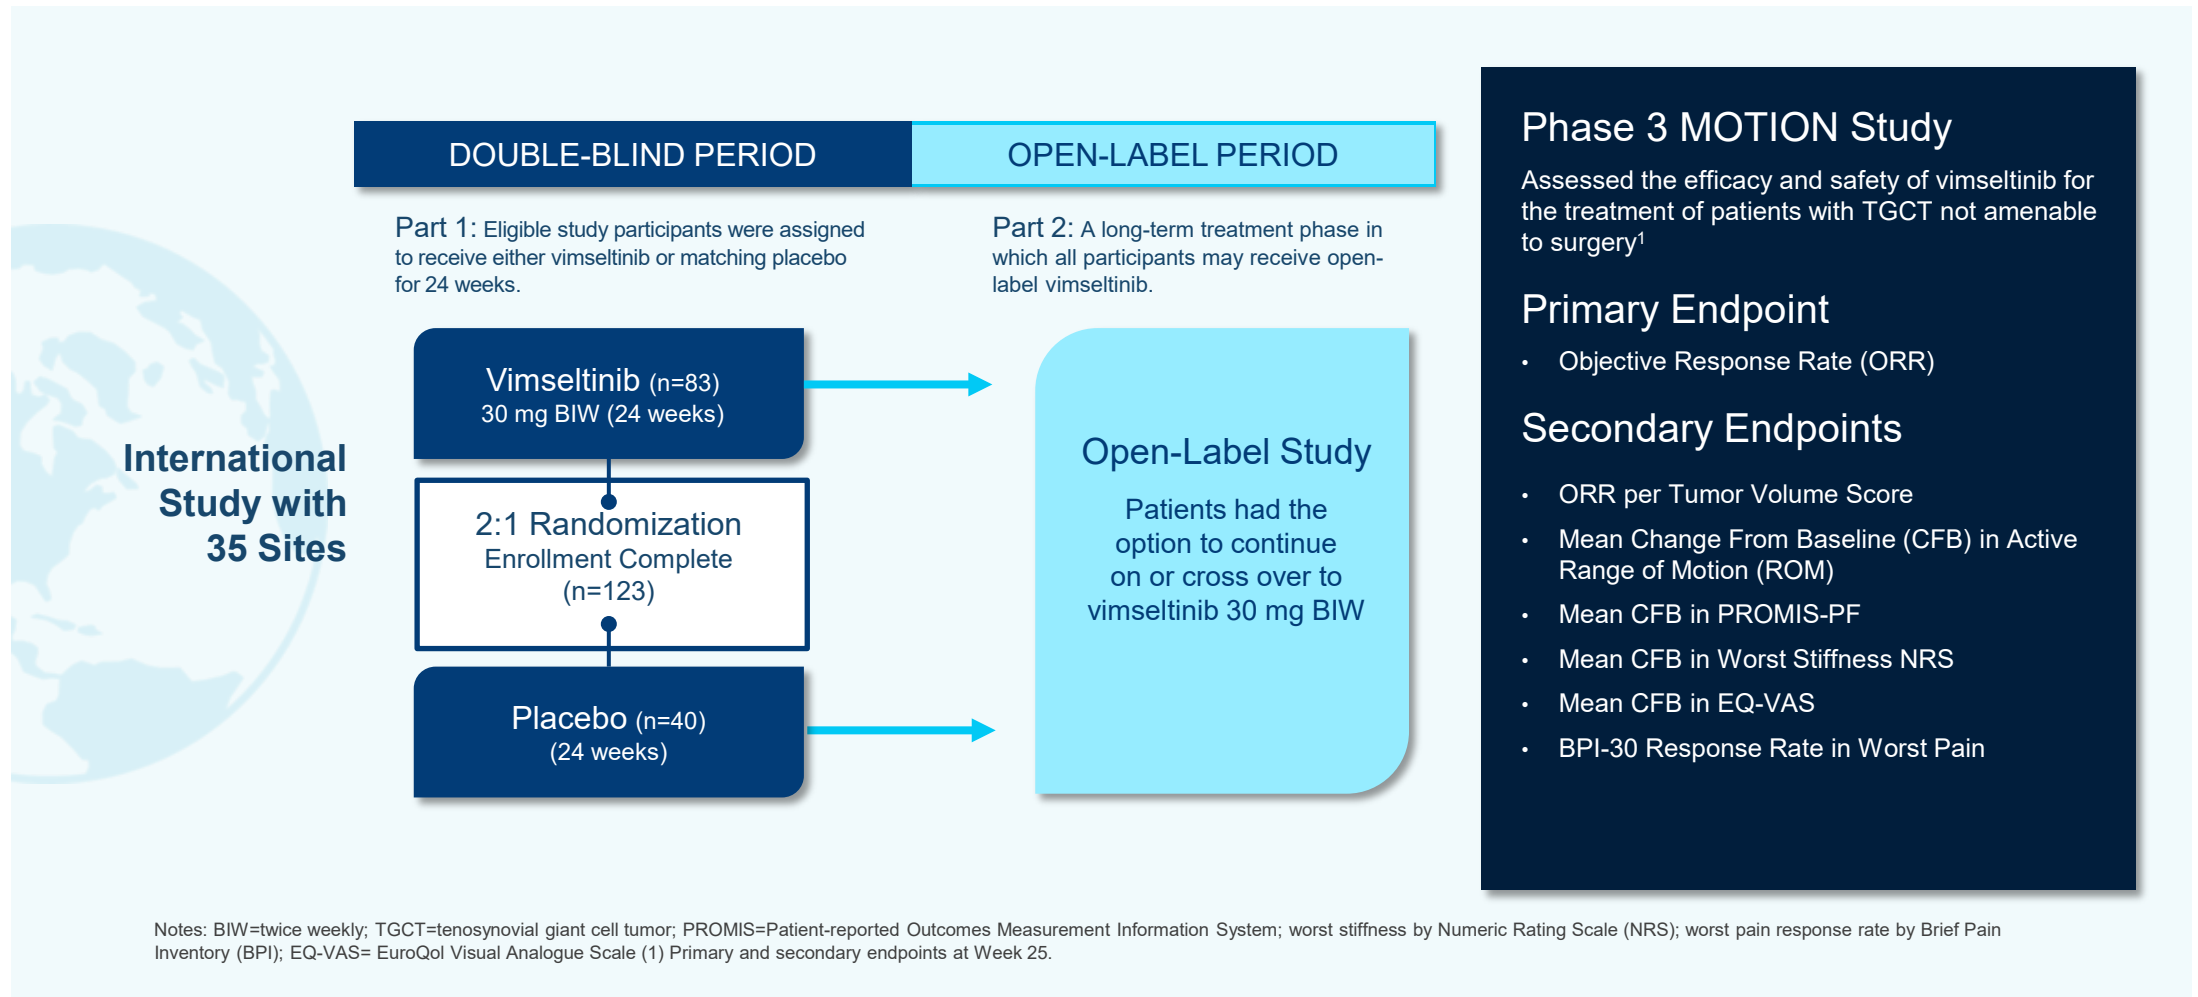 International
Study with
35 Sites
DOUBLE-BLIND PERIOD
OPEN-LABEL PERIOD
Part 1: Eligible study participants were assigned
to receive either vimseltinib or matching placebo
for 24 weeks.
Part 2: A long-term treatment phase in
which all participants may receive open-
label vimseltinib.
Vimseltinib (n=83)
30 mg BIW (24 weeks)
2:1 Randomization
Enrollment Complete
(n=123)
Placebo (n=40)
(24 weeks)
Open-Label Study
Patients had the
option to continue
on or cross over to
vimseltinib 30 mg BIW
Phase 3 MOTION Study
Assessed the efficacy and safety of vimseltinib for
the treatment of patients with TGCT not amenable
to surgery¹
Primary Endpoint
• Objective Response Rate (ORR)
Secondary Endpoints
• ORR per Tumor Volume Score
• Mean Change From Baseline (CFB) in Active
Range of Motion (ROM)
• Mean CFB in PROMIS-PF
• Mean CFB in Worst Stiffness NRS
• Mean CFB in EQ-VAS
• BPI-30 Response Rate in Worst Pain
Notes: BIW=twice weekly; TGCT=tenosynovial giant cell tumor; PROMIS=Patient-reported Outcomes Measurement Information System; worst stiffness by Numeric Rating Scale (NRS); worst pain response rate by Brief Pain
Inventory (BPI); EQ-VAS= EuroQol Visual Analogue Scale (1) Primary and secondary endpoints at Week 25.